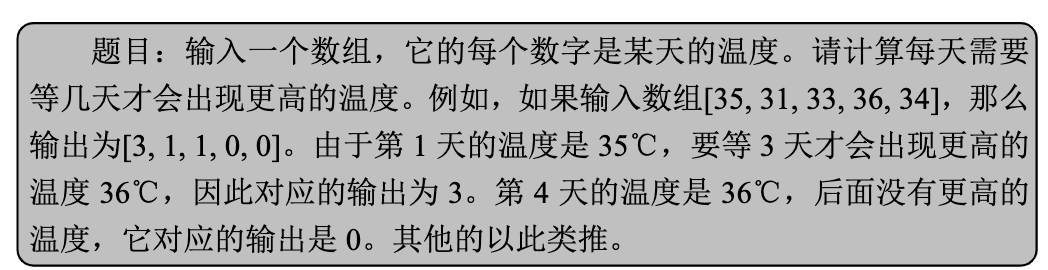 题目：输入一个数组，它的每个数字是某天的温度。请计算每天需要
等几天才会出现更高的温度。例如，如果输入数组[35, 31, 33, 36, 34]，那么
输出为[3, 1, 1, 0, 0]。由于第 1 天的温度是 35℃，要等 3 天才会出现更高的
温度 36℃，因此对应的输出为 3。第 4 天的温度是 36℃，后面没有更高的
温度，它对应的输出是 0。其他的以此类推。